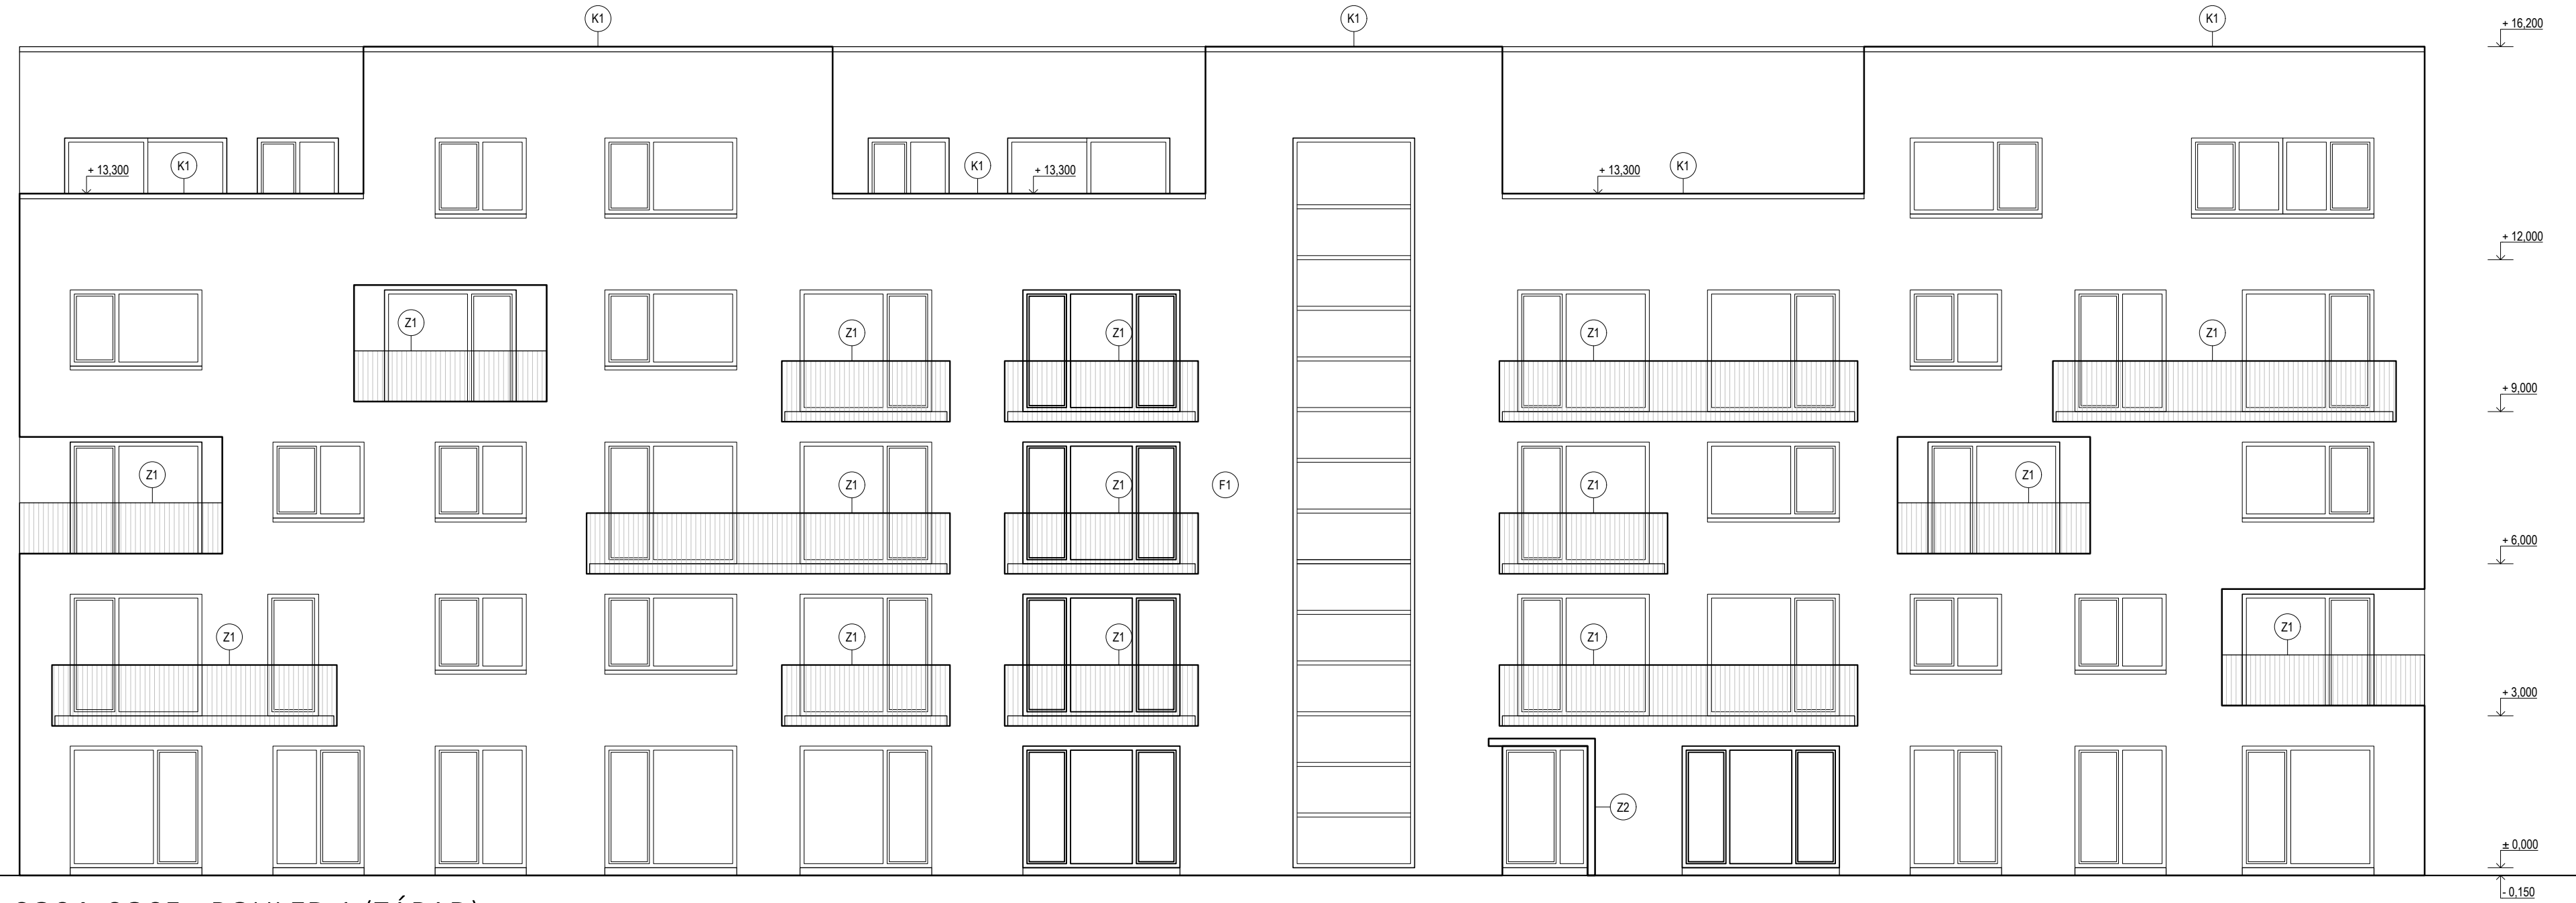 K1 K1 K1 + 16,200
+ 13,300 K1 K1 + 13,300 + 13,300 K1
+ 12,000
Z1 Z1 Z1 Z1 Z1
+ 9,000
Z1 Z1 Z1 F1 Z1 Z1
+ 6,000
Z1 Z1 Z1 Z1 Z1
+ 3,000
Z2
± 0,000
- 0,150